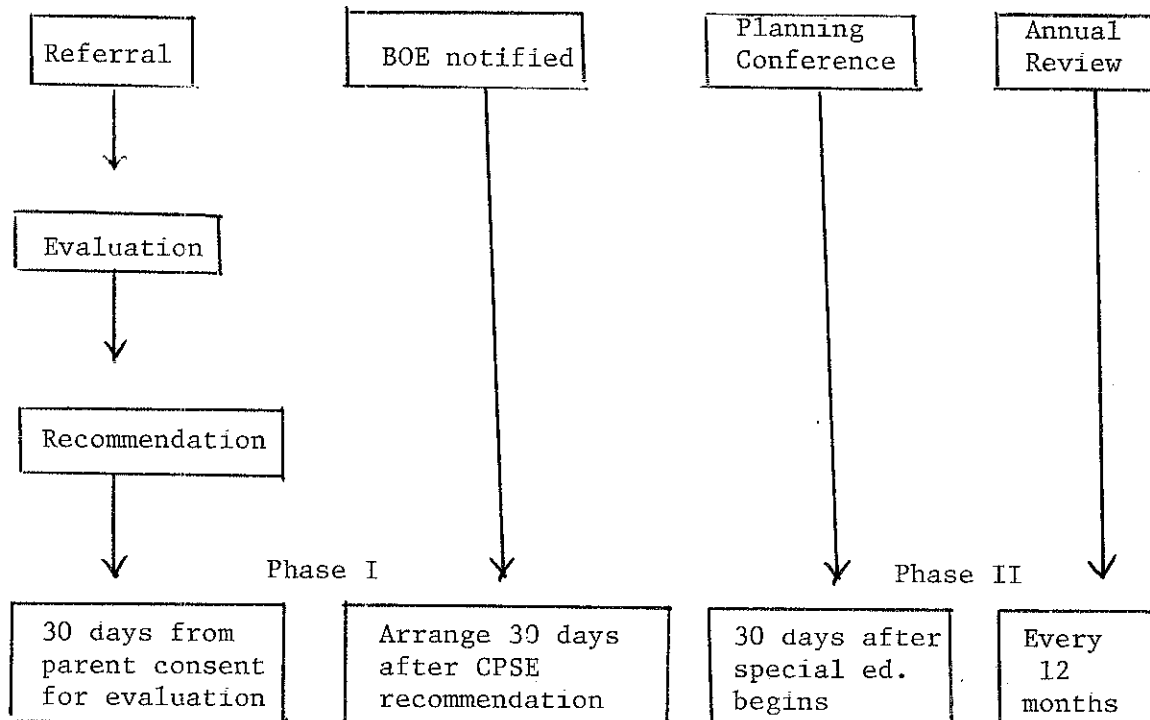 Referral
BOE notified
Planning
Conference
Annual
Review
Evaluation
Recommendation
Phase I
Phase II
30 days from
parent consent
for evaluation
Arrange 30 days
after CPSE
recommendation
30 days after
special ed.
begins
Every
12
months